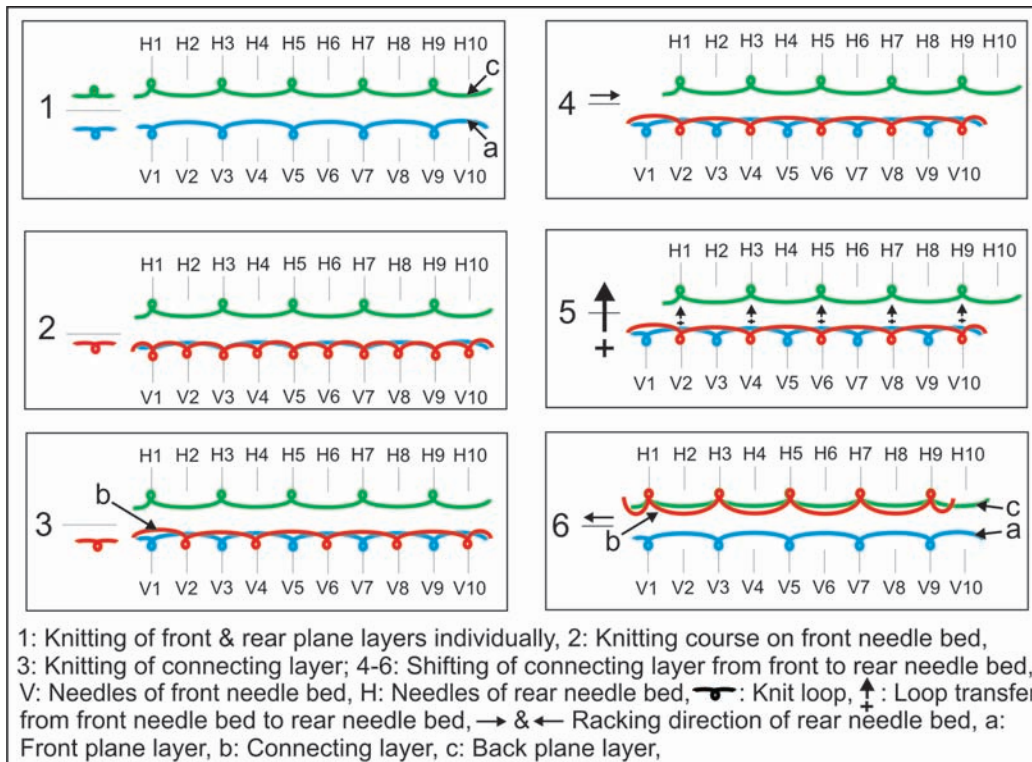 H1 H2 H3 H4 H5 H6 H7 H8 H9 H10
c
1
a
V1 V2 V3 V4 V5 V6 V7 V8 V9 V10
H1 H2 H3 H4 H5 H6 H7 H8 H9 H10
4
V1 V2 V3 V4 V5 V6 V7 V8 V9 V10
H1 H2 H3 H4 H5 H6 H7 H8 H9 H10
2
V1 V2 V3 V4 V5 V6 V7 V8 V9 V10
H1 H2 H3 H4 H5 H6 H7 H8 H9 H10
5
+
V1 V2 V3 V4 V5 V6 V7 V8 V9 V10
H1 H2 H3 H4 H5 H6 H7 H8 H9 H10
b
3
V1 V2 V3 V4 V5 V6 V7 V8 V9 V10
H1 H2 H3 H4 H5 H6 H7 H8 H9 H10
c
6 b a
V1 V2 V3 V4 V5 V6 V7 V8 V9 V10
1: Knitting of front & rear plane layers individually, 2: Knitting course on front needle bed,
3: Knitting of connecting layer; 4-6: Shifting of connecting layer from front to rear needle bed,
V: Needles of front needle bed, H: Needles of rear needle bed, : Knit loop, : Loop transfer
from front needle bed to rear needle bed, → & ← Racking direction of rear needle bed, a:
Front plane layer, b: Connecting layer, c: Back plane layer,